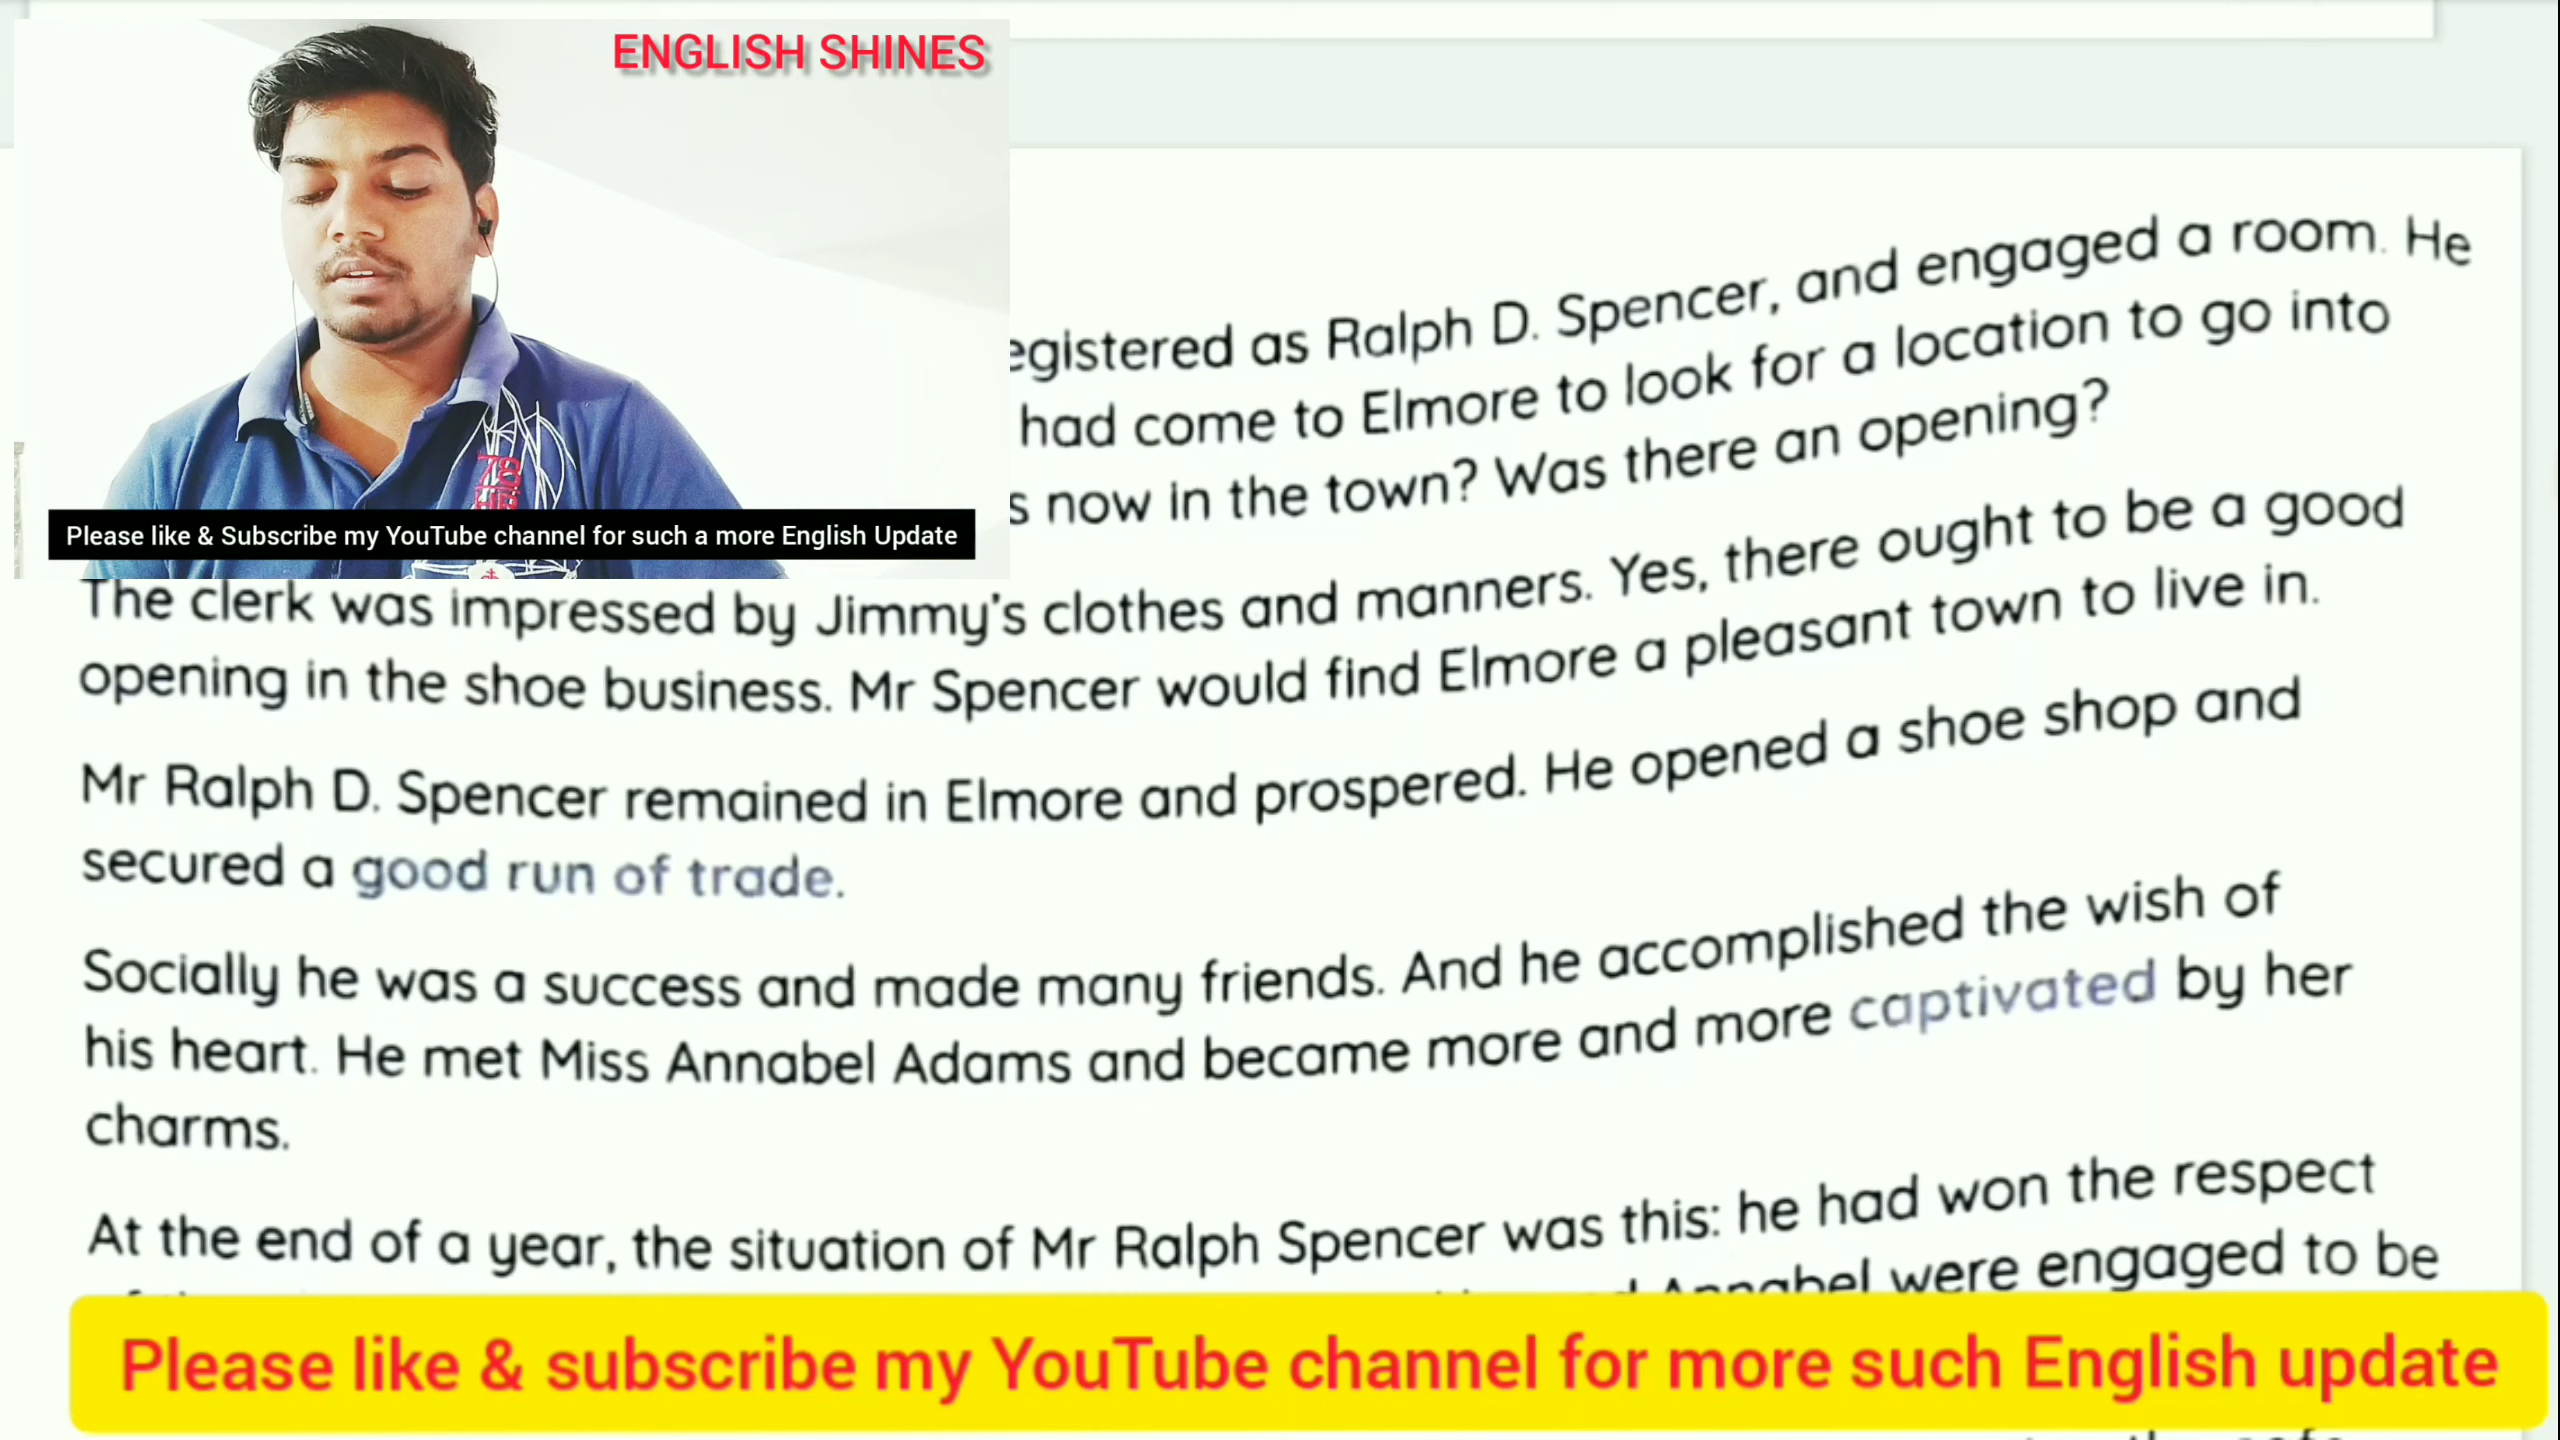 ENGLISH SHINES
egistered as Ralph D. Spencer, and engaged a room. He
had come to Elmore to look for a location to go into
s now in the town? Was there an opening?
78
Please like & Subscribe my YouTube channel for such a more English Update
The clerk was impressed by Jimmy's clothes and manners. Yes, there ought to be a good
opening in the shoe business. Mr Spencer would find Elmore a pleasant town to live in.
Mr Ralph D. Spencer remained in Elmore and prospered. He opened a shoe shop and
secured a good run of trade.
Socially he was a success and made many friends. And he accomplished the wish of
his heart. He met Miss Annabel Adams and became more and more captivated by her
charms.
At the end of a year, the situation of Mr Ralph Spencer was this: he had won the respect
Annabel were engaged to be
Please like & subscribe my YouTube channel for more such English update